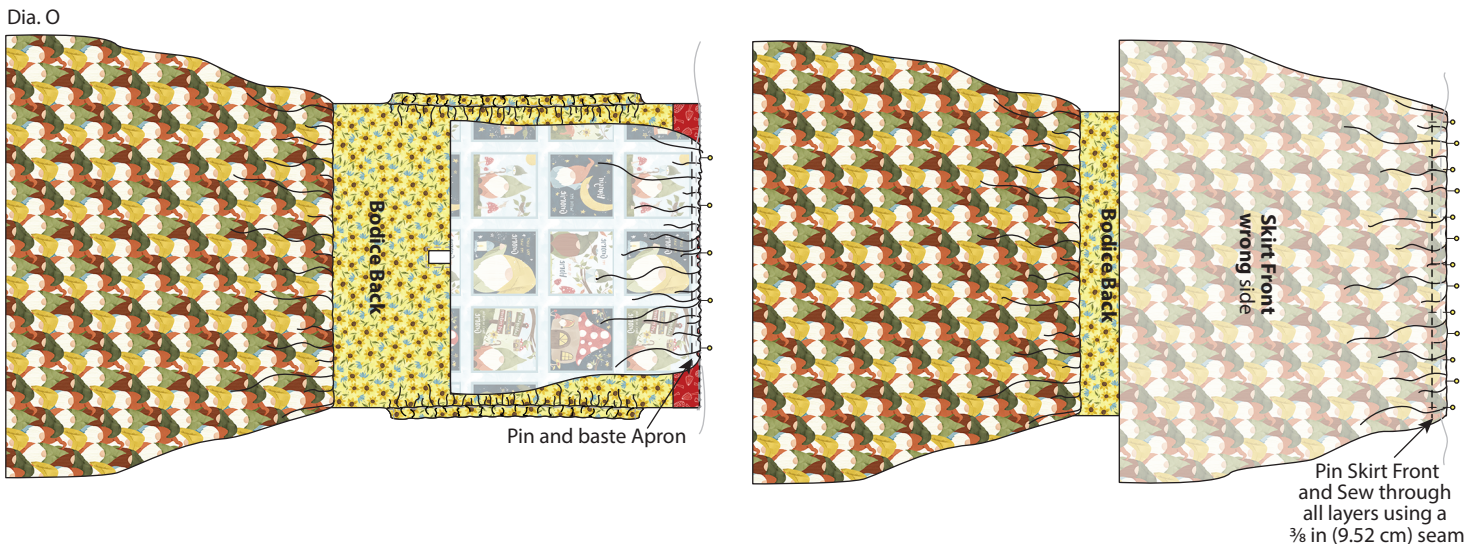 Dia. O
Bodice Back
Pin and baste Apron
Bodice Back
Skirt Front
wrong side
Pin Skirt Front
and Sew through
all layers using a
⅜ in (9.52 cm) seam